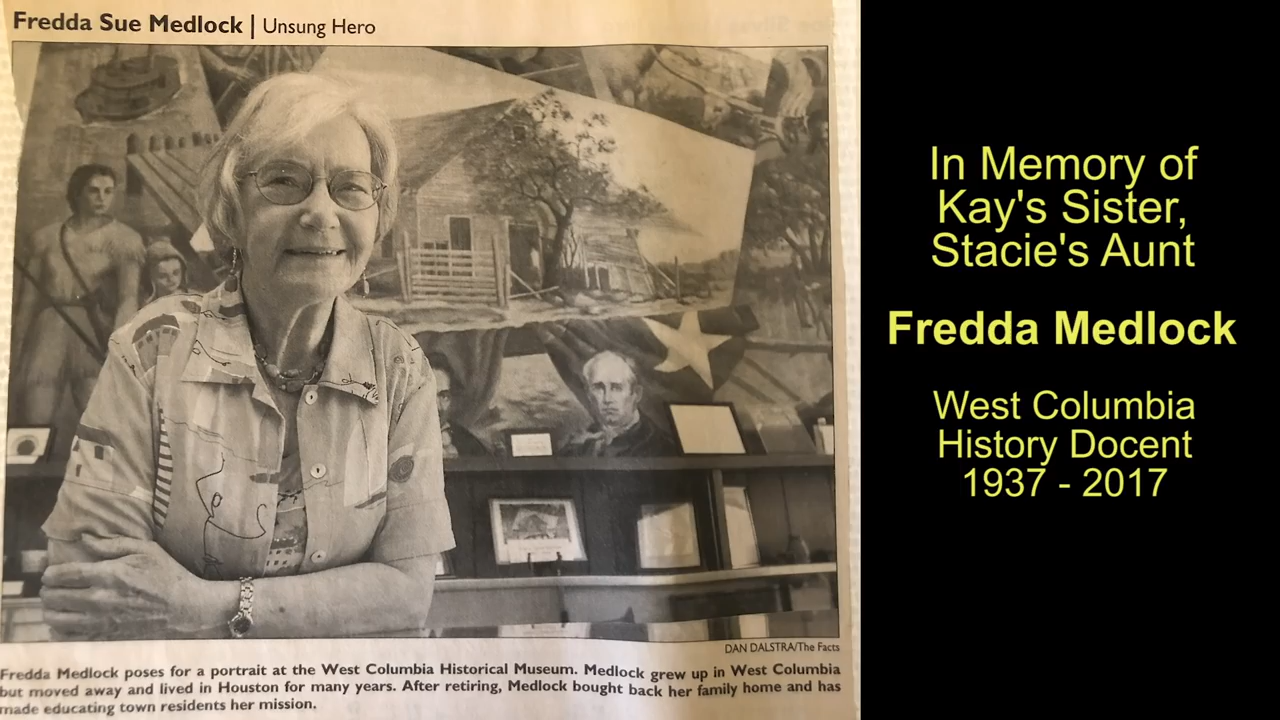 Fredda Sue Medlock | Unsung Hero
DAN DALSTRA/The Facts
Fredda Medlock poses for a portrait at the West Columbia Historical Museum. Medlock grew up in West Columbia
but moved away and lived in Houston for many years. After retiring, Medlock bought back her family home and has
made educating town residents her mission.
In Memory of
Kay's Sister,
Stacie's Aunt
Fredda Medlock
West Columbia
History Docent
1937 - 2017